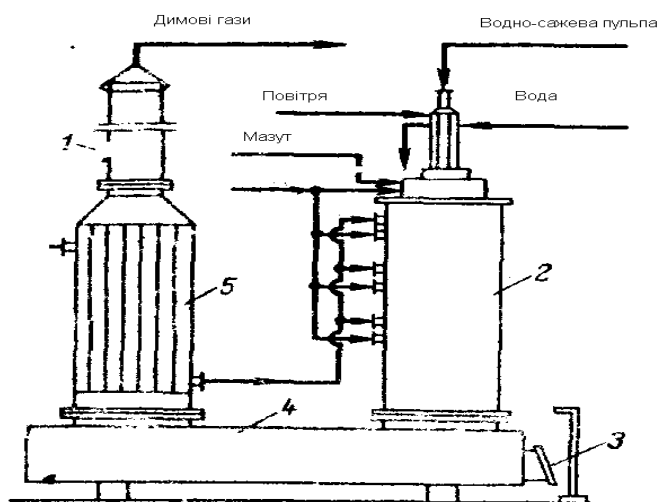 Димові гази
Водно-сажева пульпа
Повітря
Вода
Мазут
1
5
2
4
3